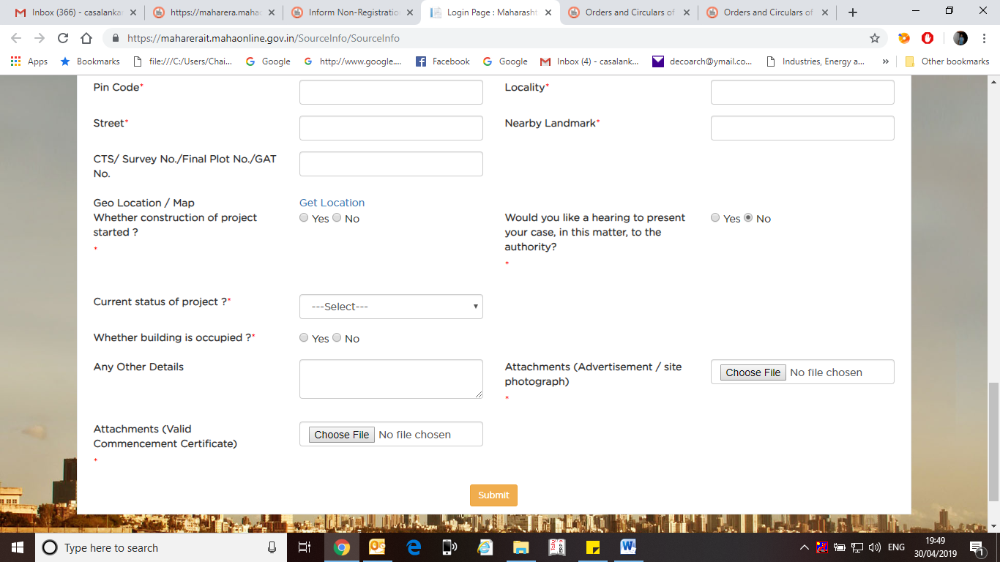 Inbox (366) - casalanka
https://maharera.maha
Inform Non-Registratio
Login Page : Maharasht
Orders and Circulars of
Orders and Circulars of
https://maharerait.mahaonline.gov.in/SourceInfo/SourceInfo
Apps Bookmarks file:///C:/Users/Chai... Google http://www.google.... Facebook Google Inbox (4) - casalank... decoarch@ymail.co... Industries, Energy a... » Other bookmarks
Pin Code* Locality*
Street* Nearby Landmark*
CTS/ Survey No./Final Plot No./GAT
No.
Geo Location / Map Get Location
Whether construction of project
started ?
*
Yes No
Would you like a hearing to present
your case, in this matter, to the
authority?
*
Yes No
Current status of project ?* ---Select---
Whether building is occupied ?* Yes No
Any Other Details
Attachments (Advertisement / site
photograph)
*
Choose File No file chosen
Attachments (Valid
Commencement Certificate)
*
Choose File No file chosen
Submit
Type here to search
ENG
19:49
30/04/2019
1